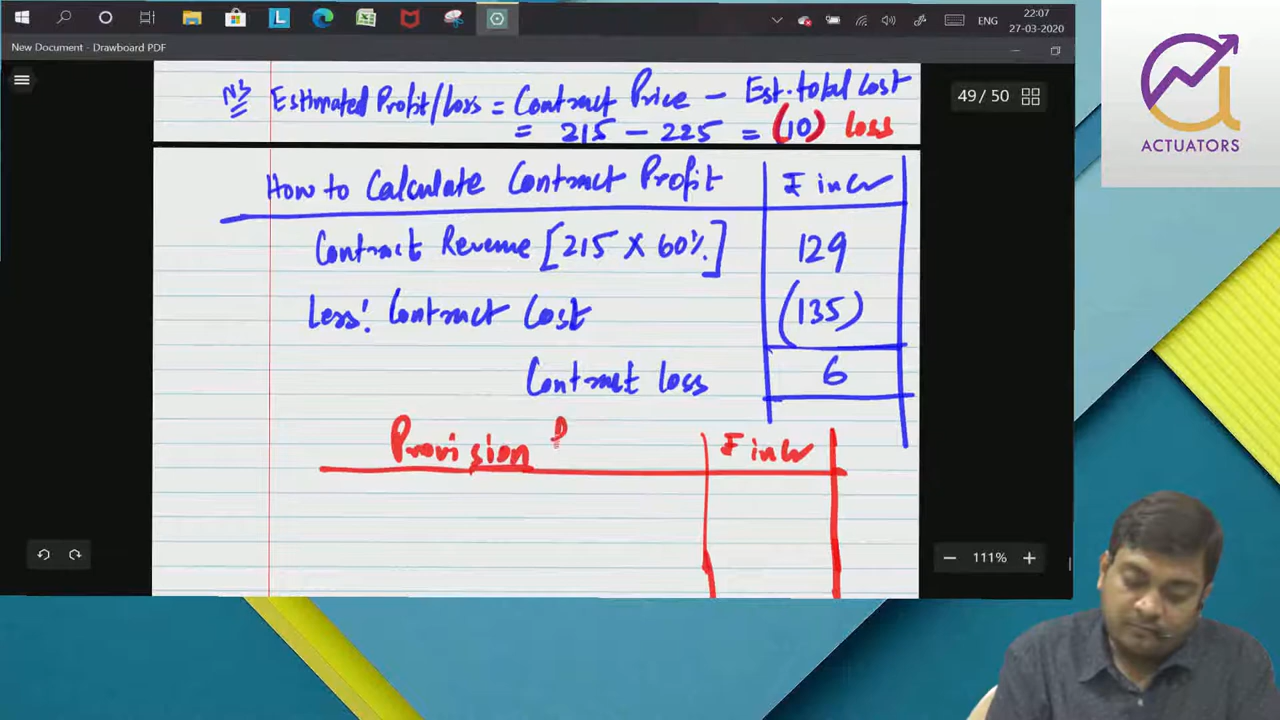 22:07
ENG
27-03-2020
New Document - Drawboard PDF
N3 Estimated Profit/Loss = Contract Price - Est. total Cost
= 215 - 225 = (10) loss
49 / 50
ACTUATORS
How to Calculate Contract Profit ₹ in Cr
Contract Revenue [215 X 60%] 129
Less: Contract Cost (135)
Contract loss 6
Provision ₹ in Cr
111%